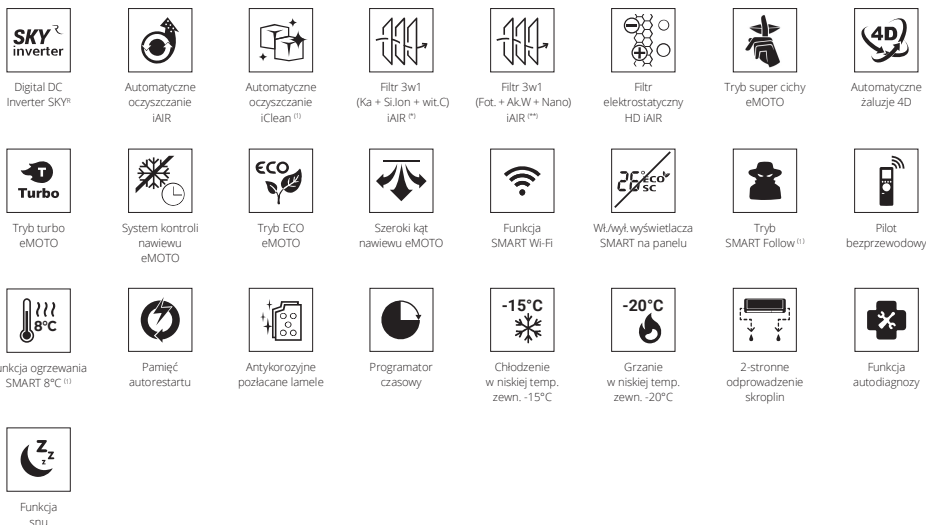 SKY
inverter
Digital DC
Inverter SKYᴿ
Automatyczne
oczyszczanie
iAIR
Automatyczne
oczyszczanie
iClean (1)
Filtr 3w1
(Ka + Si.Ion + wit.C)
iAIR (*)
Filtr 3w1
(Fot. + Ak.W + Nano)
iAIR (**)
Filtr
elektrostatyczny
HD iAIR
Tryb super cichy
eMOTO
4D
Automatyczne
żaluzje 4D
T
Turbo
Tryb turbo
eMOTO
System kontroli
nawiewu
eMOTO
ECO
Tryb ECO
eMOTO
Szeroki kąt
nawiewu eMOTO
Funkcja
SMART Wi-Fi
26° eco
sc
Wł./wył. wyświetlacza
SMART na panelu
Tryb
SMART Follow (1)
Pilot
bezprzewodowy
8°C
unkcja ogrzewania
SMART 8°C (1)
Pamięć
autorestartu
Antykorozyjne
pozłacane lamele
Programator
czasowy
-15°C
Chłodzenie
w niskiej temp.
zewn. -15°C
-20°C
Grzanie
w niskiej temp.
zewn. -20°C
2-stronne
odprowadzenie
skroplin
Funkcja
autodiagnozy
Z Z
z
Funkcja
snu